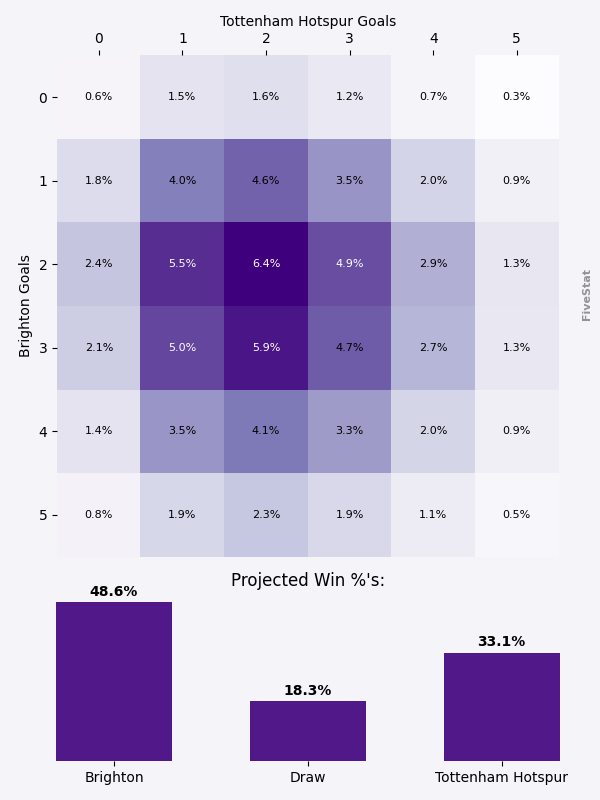 Tottenham Hotspur Goals
0 1 2 3 4 5
0 0.6% 1.5% 1.6% 1.2% 0.7% 0.3%
1 1.8% 4.0% 4.6% 3.5% 2.0% 0.9%
2 2.4% 5.5% 6.4% 4.9% 2.9% 1.3%
3 2.1% 5.0% 5.9% 4.7% 2.7% 1.3%
4 1.4% 3.5% 4.1% 3.3% 2.0% 0.9%
5 0.8% 1.9% 2.3% 1.9% 1.1% 0.5%
Brighton Goals
FiveStat
Projected Win %'s:
48.6% 18.3% 33.1%
Brighton Draw Tottenham Hotspur